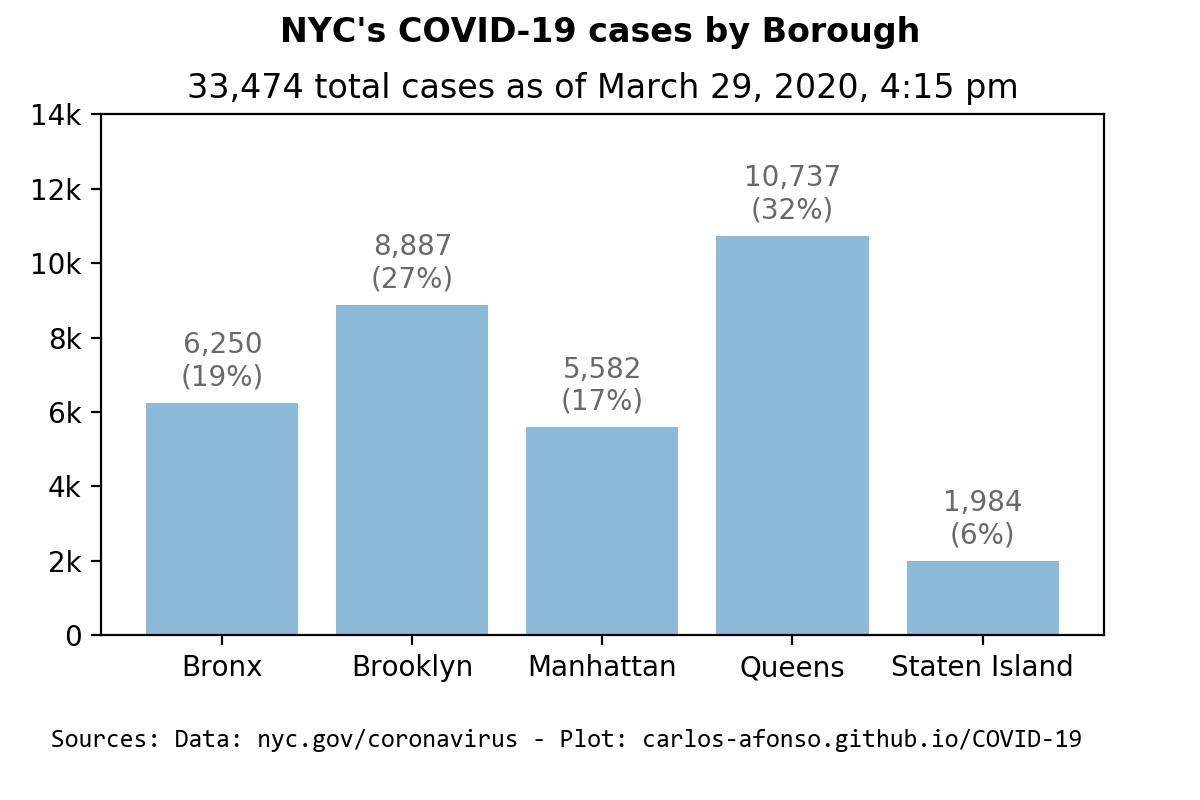 NYC's COVID-19 cases by Borough
33,474 total cases as of March 29, 2020, 4:15 pm
14k
12k
10k
8k
6k
4k
2k
0
6,250
(19%)
8,887
(27%)
5,582
(17%)
10,737
(32%)
1,984
(6%)
Bronx
Brooklyn
Manhattan
Queens
Staten Island
Sources: Data: nyc.gov/coronavirus - Plot: carlos-afonso.github.io/COVID-19